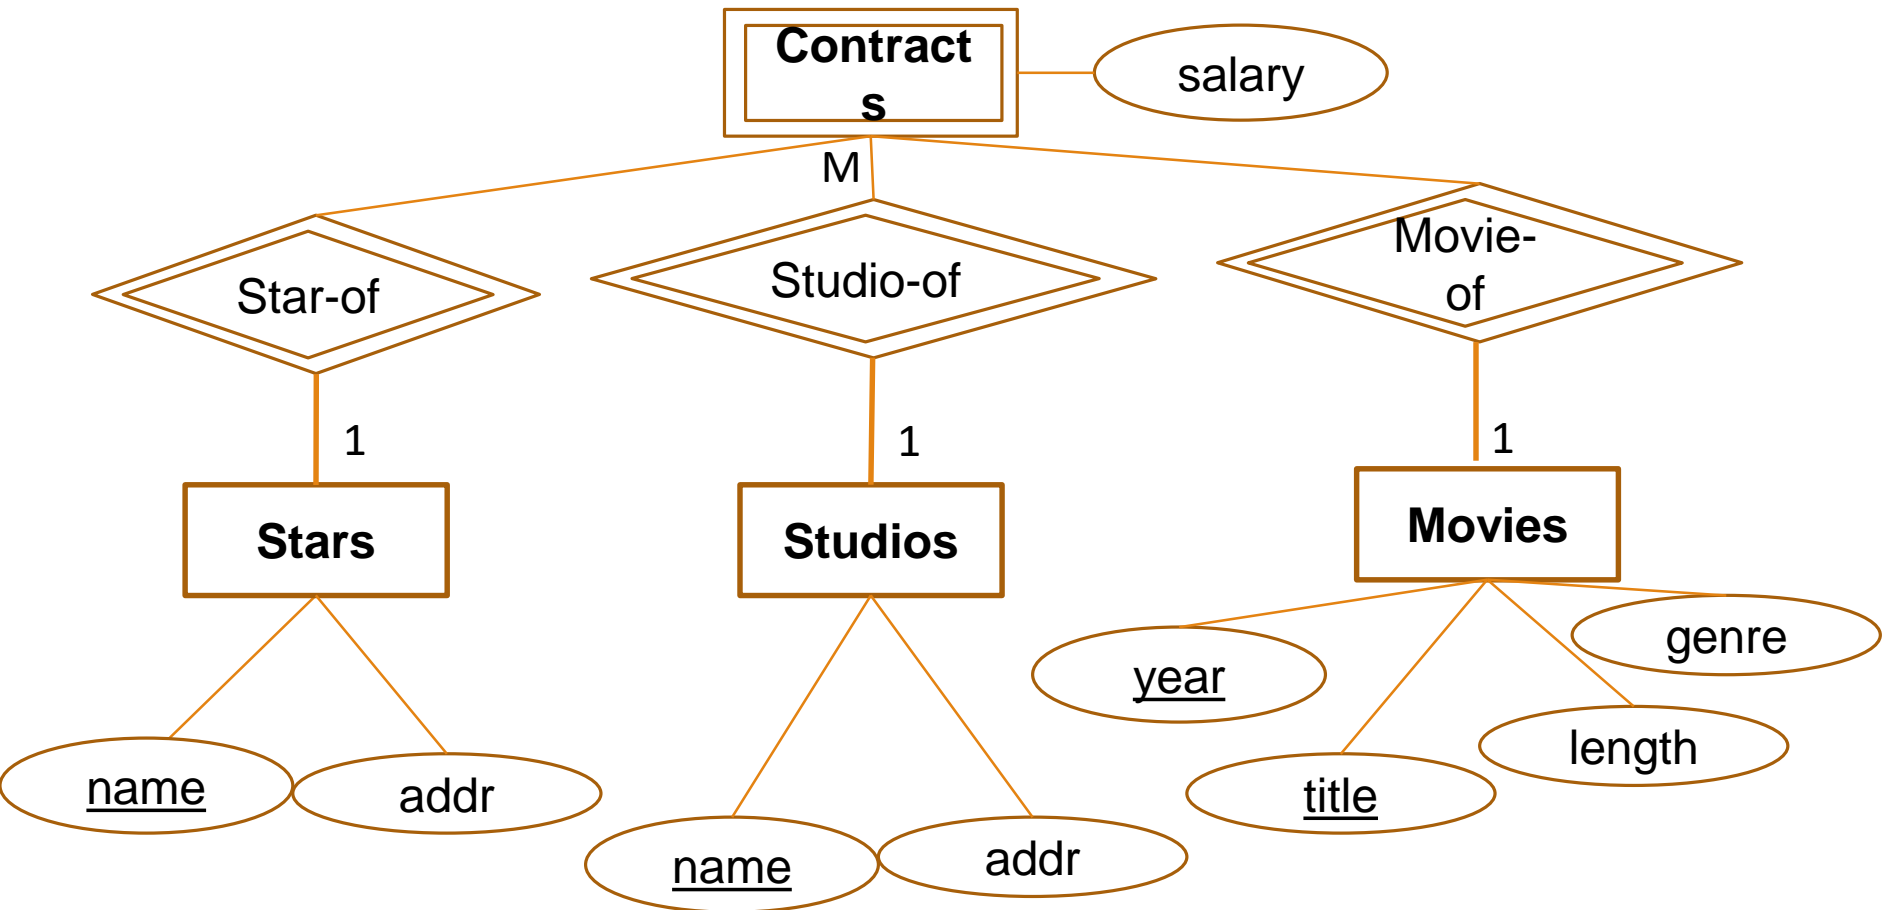 Contract
s
salary
M
Star-of
Studio-of
Movie-
of
1
1
1
Stars
Studios
Movies
year
genre
name
addr
title
length
name
addr